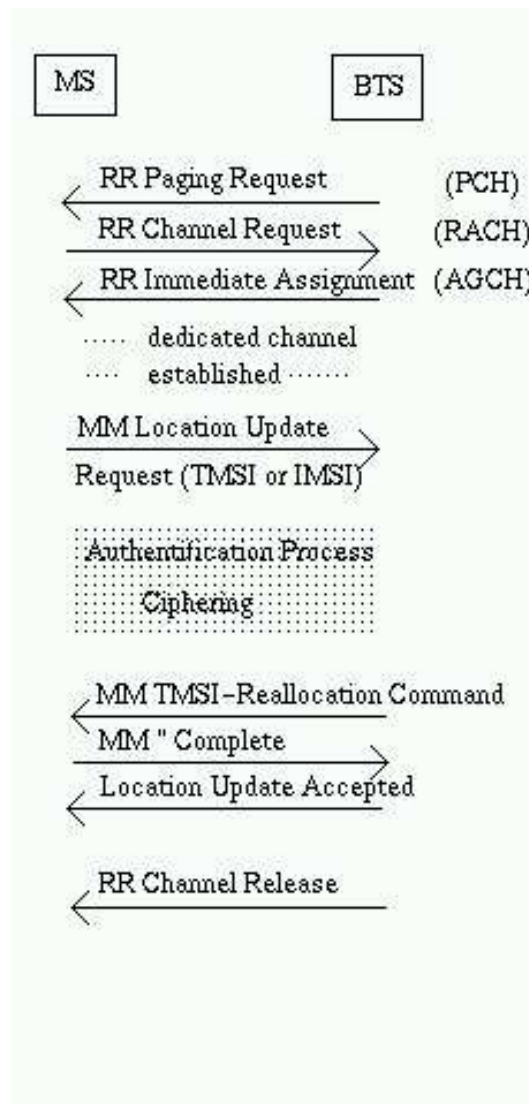 MS BTS
RR Paging Request (PCH)
RR Channel Request (RACH)
RR Immediate Assignment (AGCH)
dedicated channel
established
MM Location Update
Request (TMSI or IMSI)
Authentification Process
Ciphering
MM TMSI-Reallocation Command
MM " Complete
Location Update Accepted
RR Channel Release